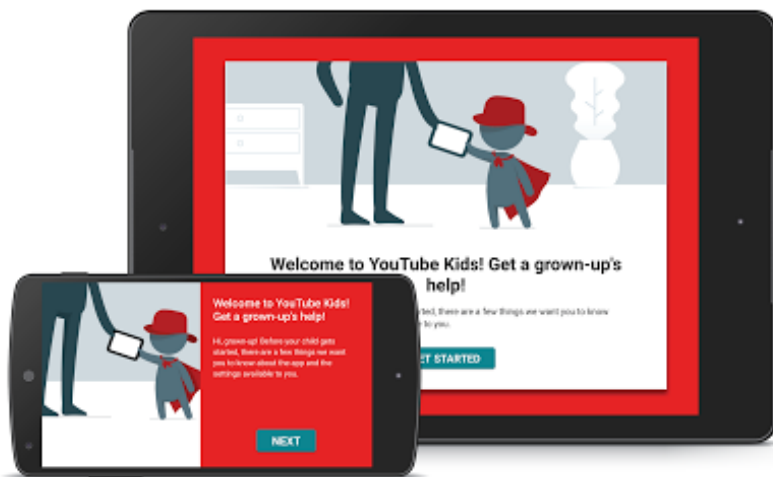 Welcome to YouTube Kids! Get a grown-up's
help!
started, there are a few things we want you to know
to you.
GET STARTED
Welcome to YouTube Kids!
Get a grown-up's help!
Hi, grown-up! Before your child gets
started, there are a few things we want
you to know about the app and the
settings available to you.
NEXT